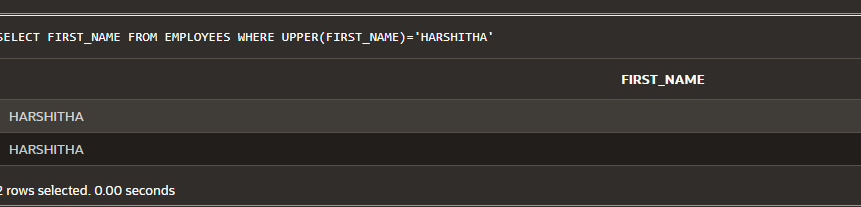 SELECT FIRST_NAME FROM EMPLOYEES WHERE UPPER(FIRST_NAME)='HARSHITHA'
FIRST_NAME
HARSHITHA
HARSHITHA
2 rows selected. 0.00 seconds